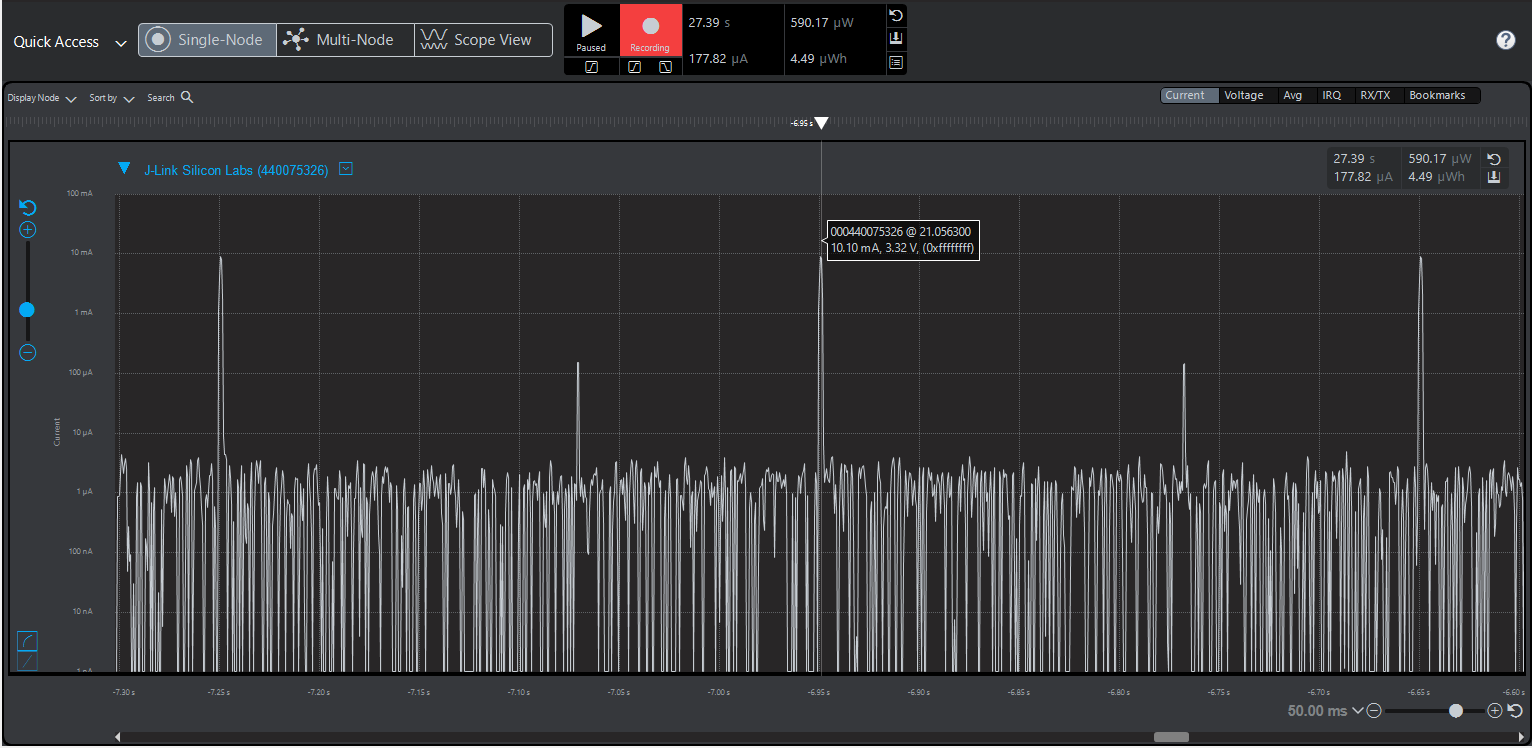 Quick Access
Single-Node
Multi-Node
Scope View
Paused
Recording
27.39 s
590.17 µW
177.82 µA
4.49 µWh
?
Display Node
Sort by
Search
Current
Voltage
Avg
IRQ
RX/TX
Bookmarks
-6.95 s
J-Link Silicon Labs (440075326)
27.39 s
590.17 µW
177.82 µA
4.49 µWh
100 mA
10 mA
1 mA
100 µA
10 µA
1 µA
100 nA
10 nA
1 nA
Current
000440075326 @ 21.056300
10.10 mA, 3.32 V, (0xffffffff)
-7.30 s
-7.25 s
-7.20 s
-7.15 s
-7.10 s
-7.05 s
-7.00 s
-6.95 s
-6.90 s
-6.85 s
-6.80 s
-6.75 s
-6.70 s
-6.65 s
-6.60 s
50.00 ms